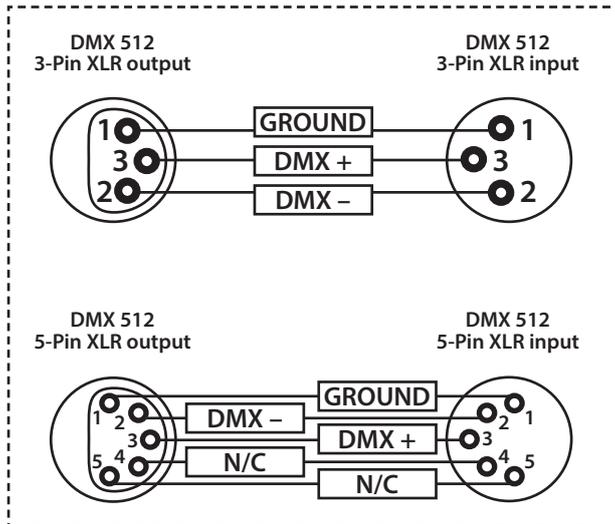 DMX 512
3-Pin XLR output
DMX 512
3-Pin XLR input
1 GROUND 1
3 DMX + 3
2 DMX – 2
DMX 512
5-Pin XLR output
DMX 512
5-Pin XLR input
1 GROUND 1
2 DMX – 2
3 DMX + 3
4 N/C 4
5 N/C 5